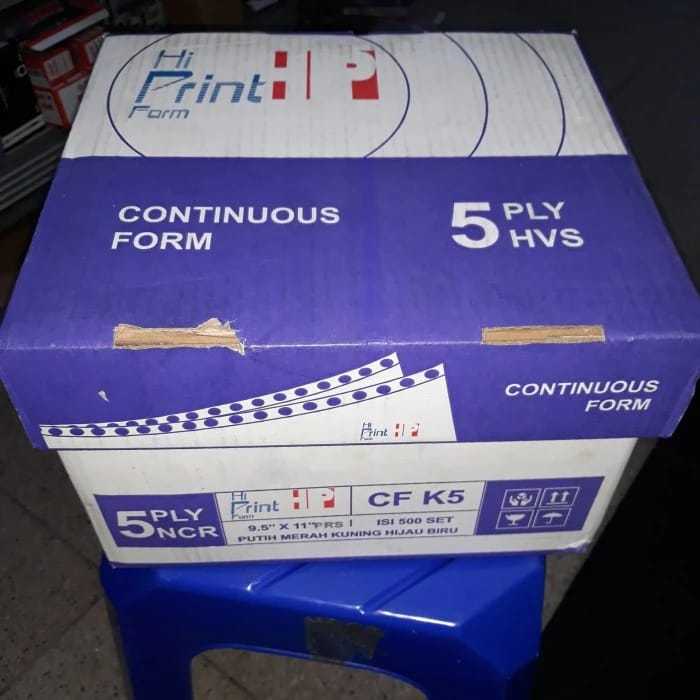 Hi
Print HP
Form
CONTINUOUS
FORM
5 PLY
HVS
CONTINUOUS
FORM
Hi
Print HP
Form
5 PLY
NCR
Hi
Print HP
Form
CF K5
9.5" X 11" PRS
ISI 500 SET
PUTIH MERAH KUNING HIJAU BIRU